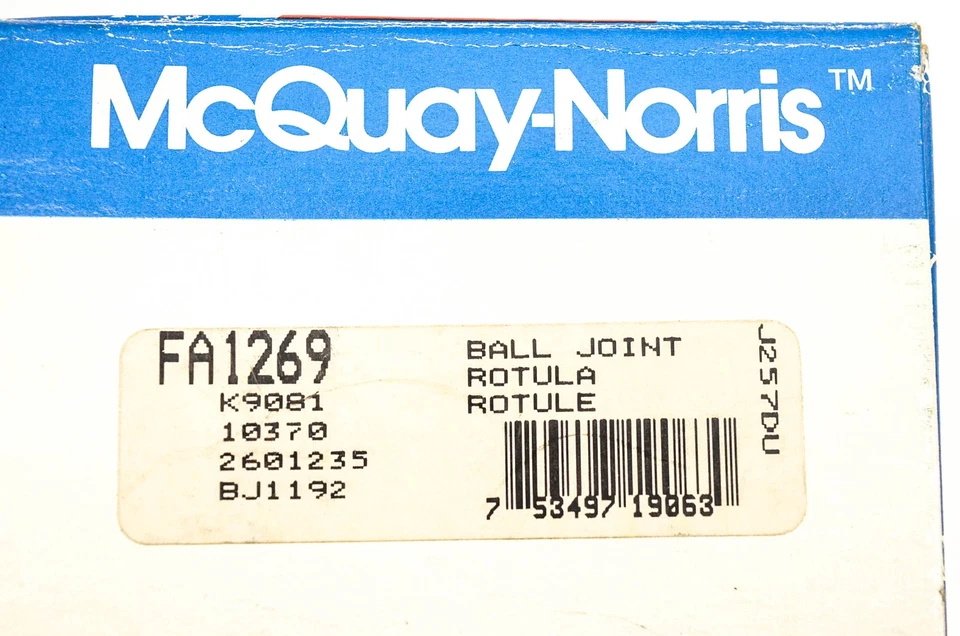 McQuay-Norris™
FA1269
K9081
10370
2601235
BJ1192
BALL JOINT
ROTULA
ROTULE
7 53497 19063
J257DU